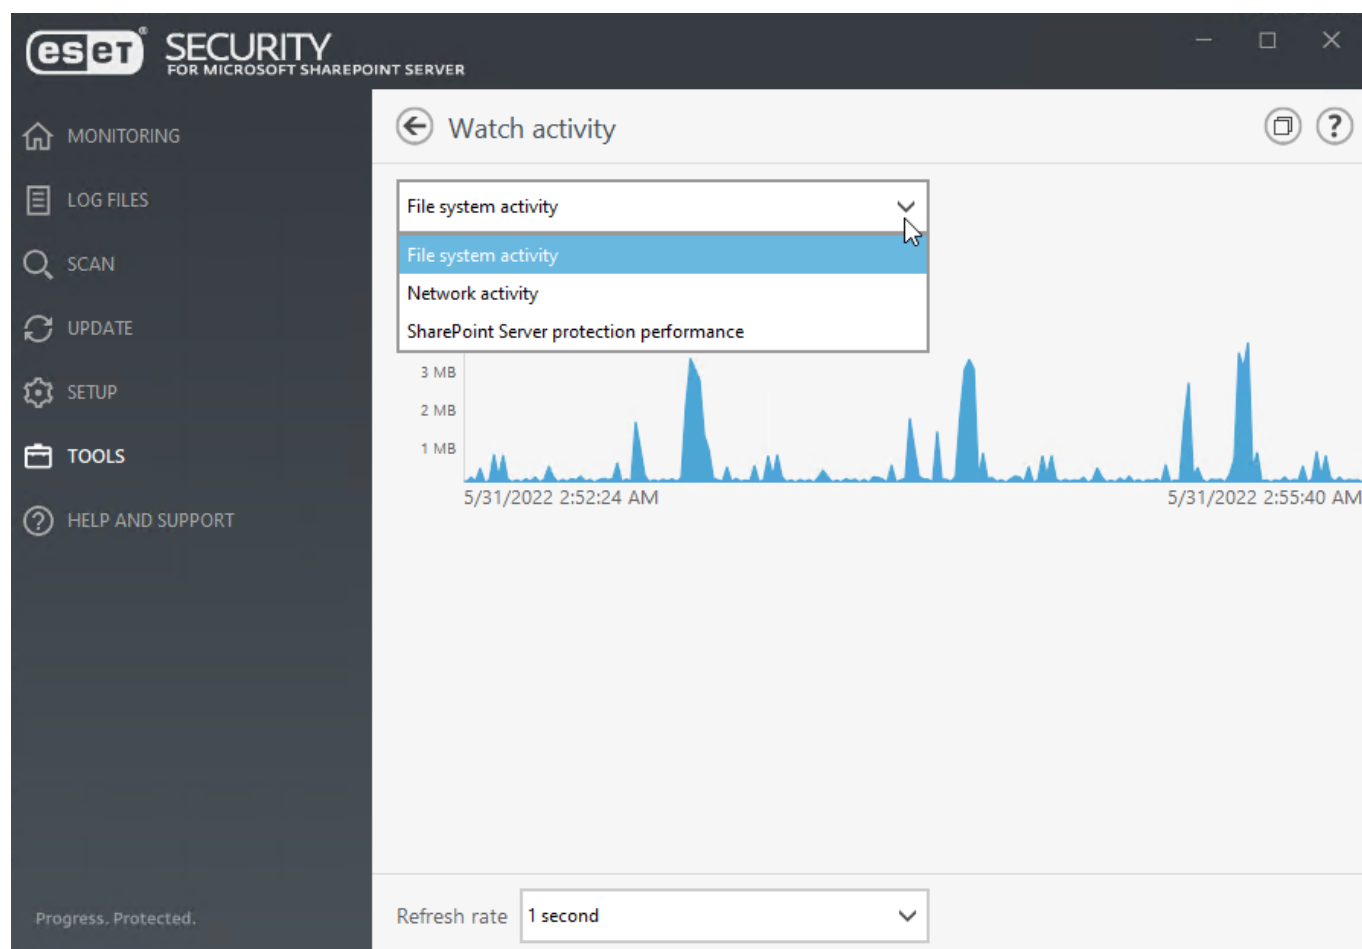 eset® SECURITY
FOR MICROSOFT SHAREPOINT SERVER
MONITORING
LOG FILES
SCAN
UPDATE
SETUP
TOOLS
HELP AND SUPPORT
Progress. Protected.
Watch activity
?
File system activity
File system activity
Network activity
SharePoint Server protection performance
3 MB
2 MB
1 MB
5/31/2022 2:52:24 AM
5/31/2022 2:55:40 AM
Refresh rate
1 second